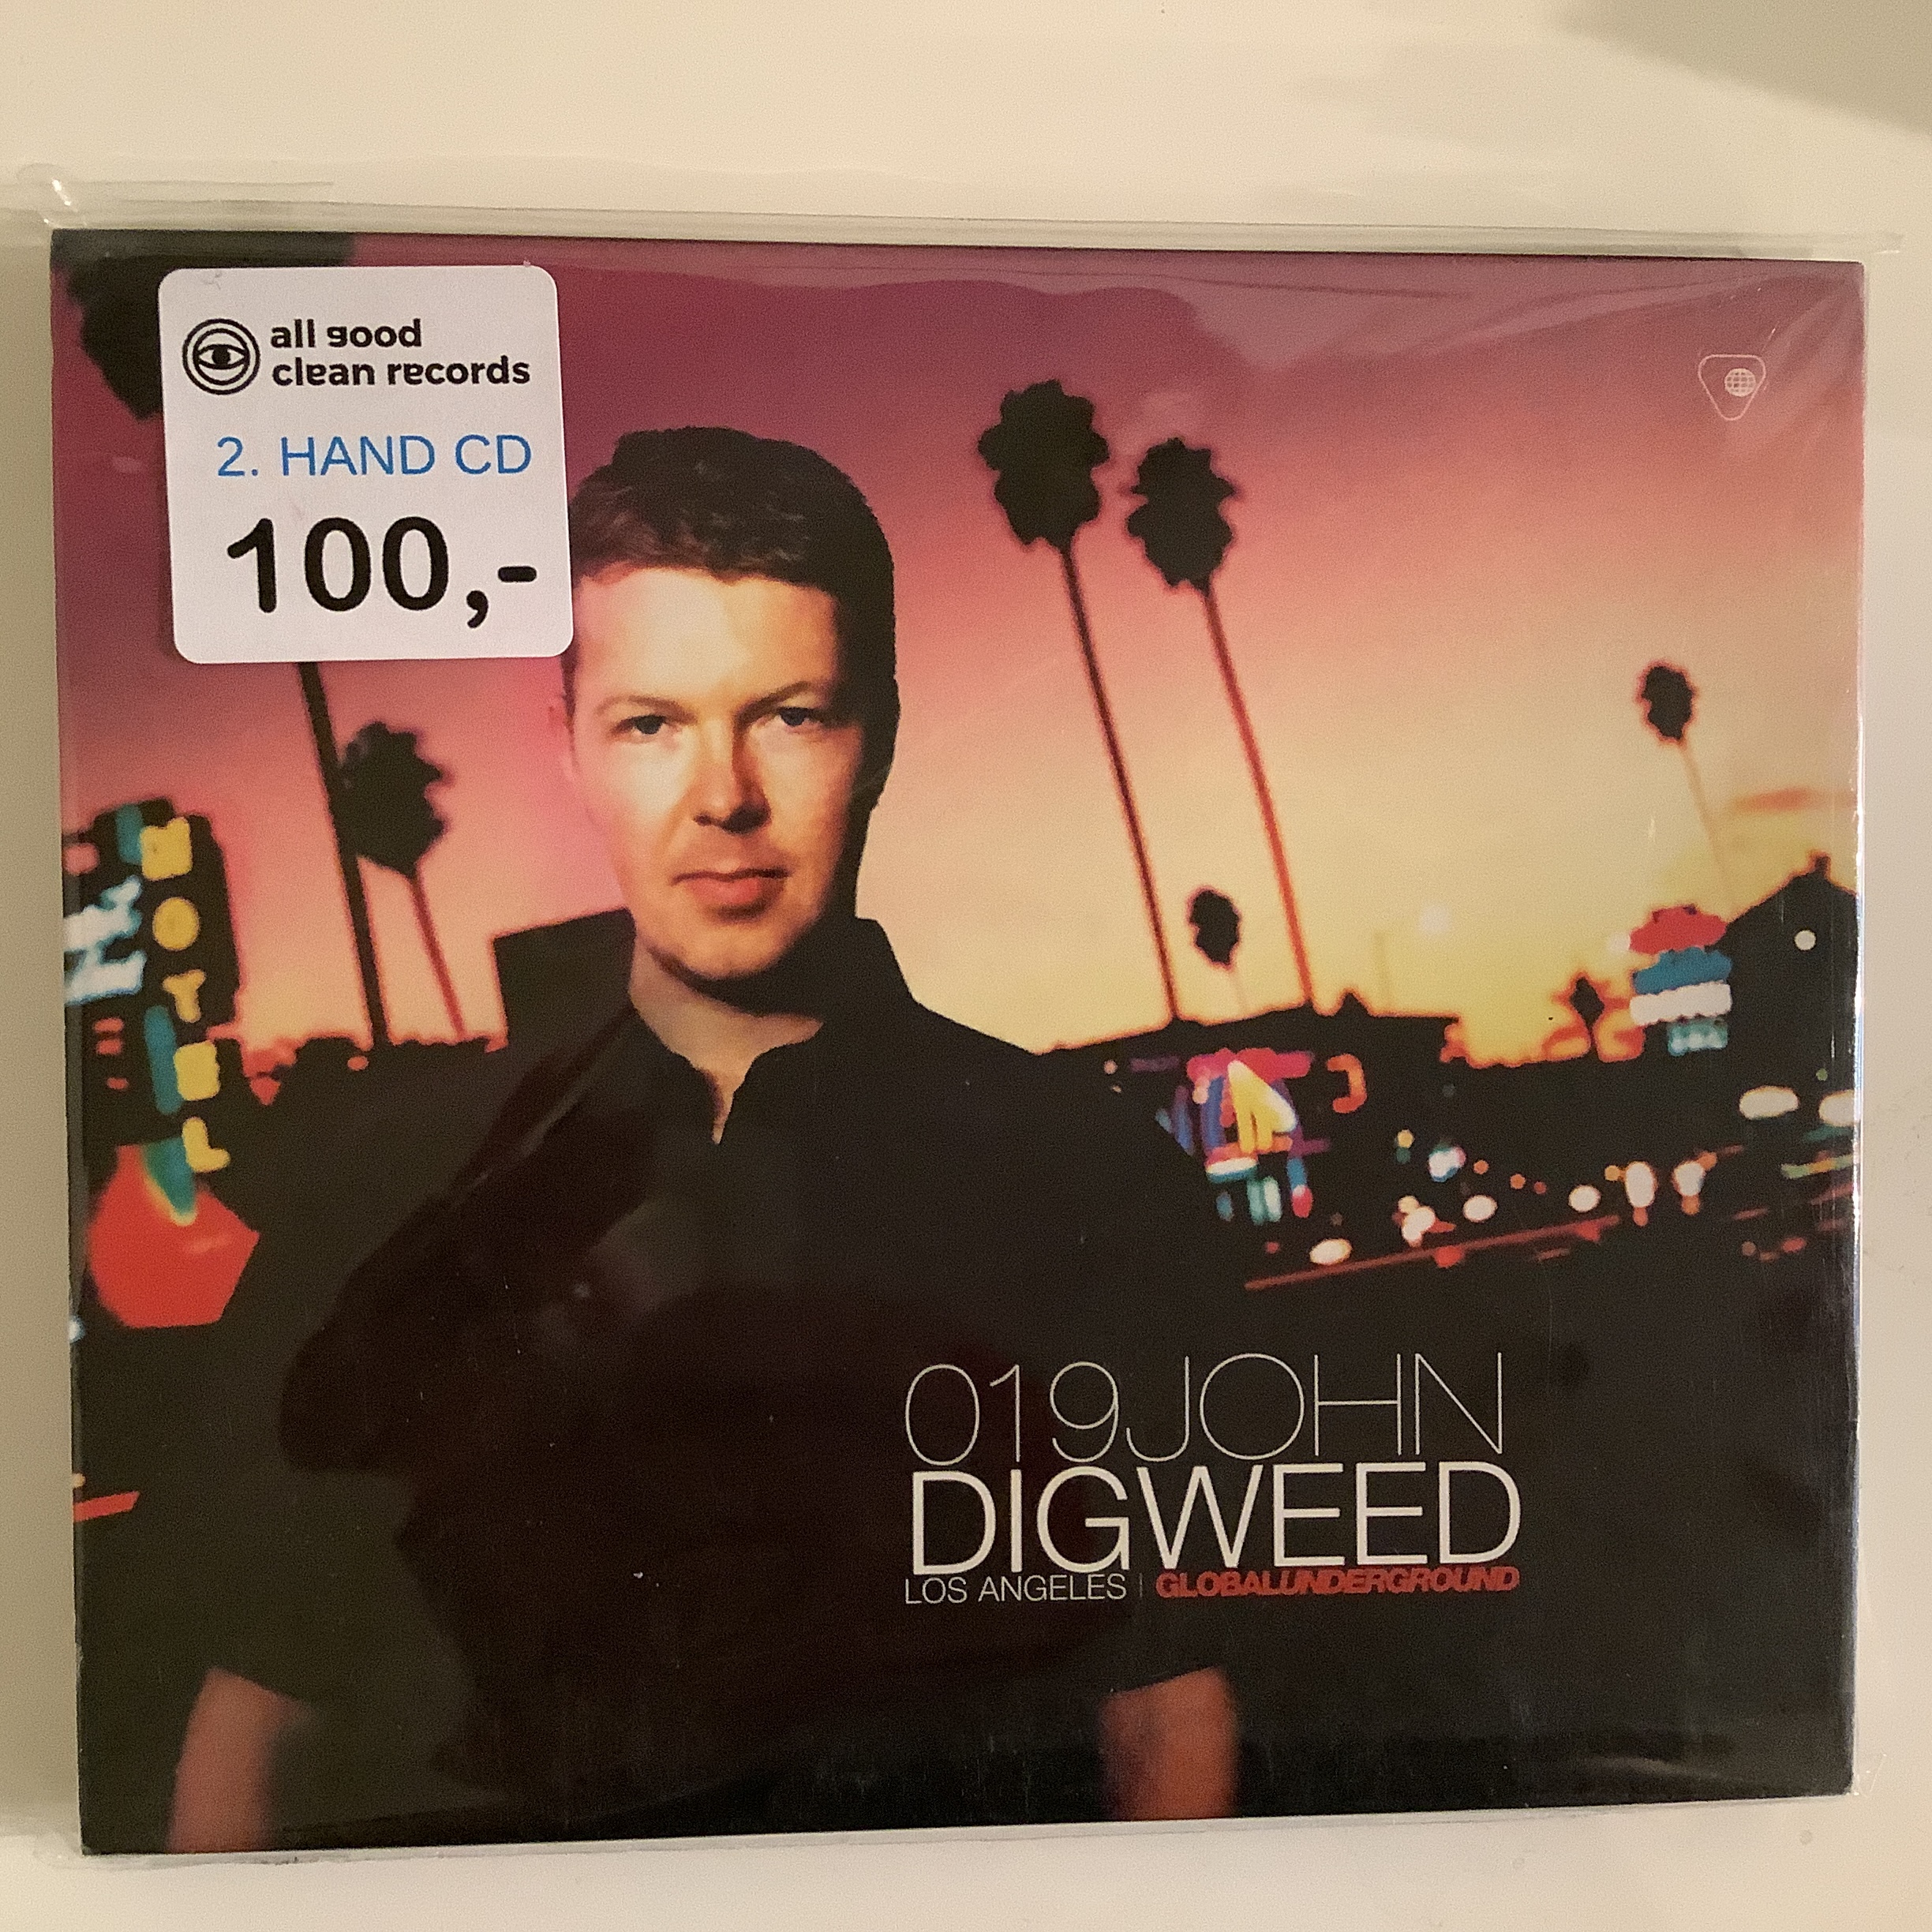 all good
clean records
2. HAND CD
100,-
MOTEL
019JOHN
DIGWEED
LOS ANGELES | GLOBALUNDERGROUND